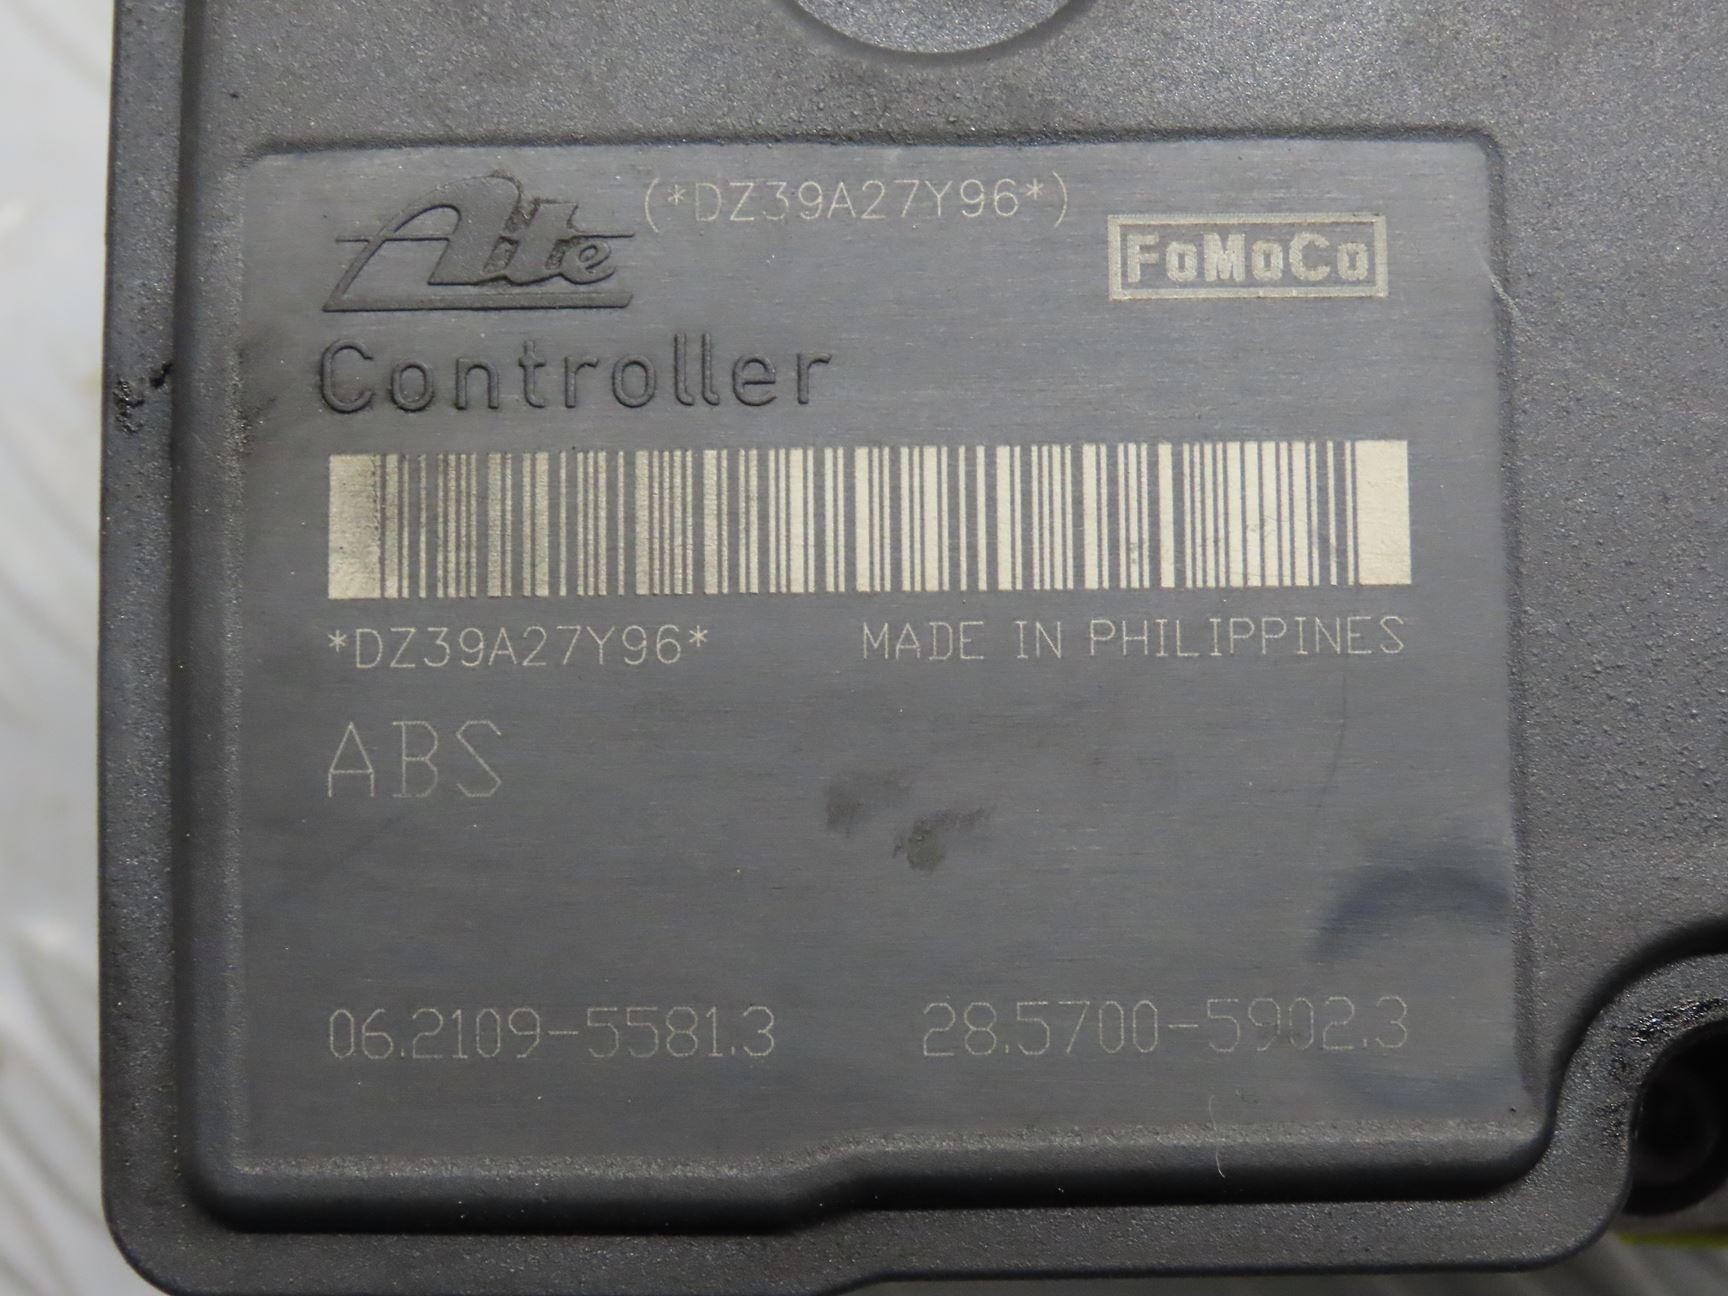 Ate (*DZ39A27Y96*)
FoMoCo
Controller
*DZ39A27Y96* MADE IN PHILIPPINES
ABS
06.2109-5581.3 28.5700-5902.3